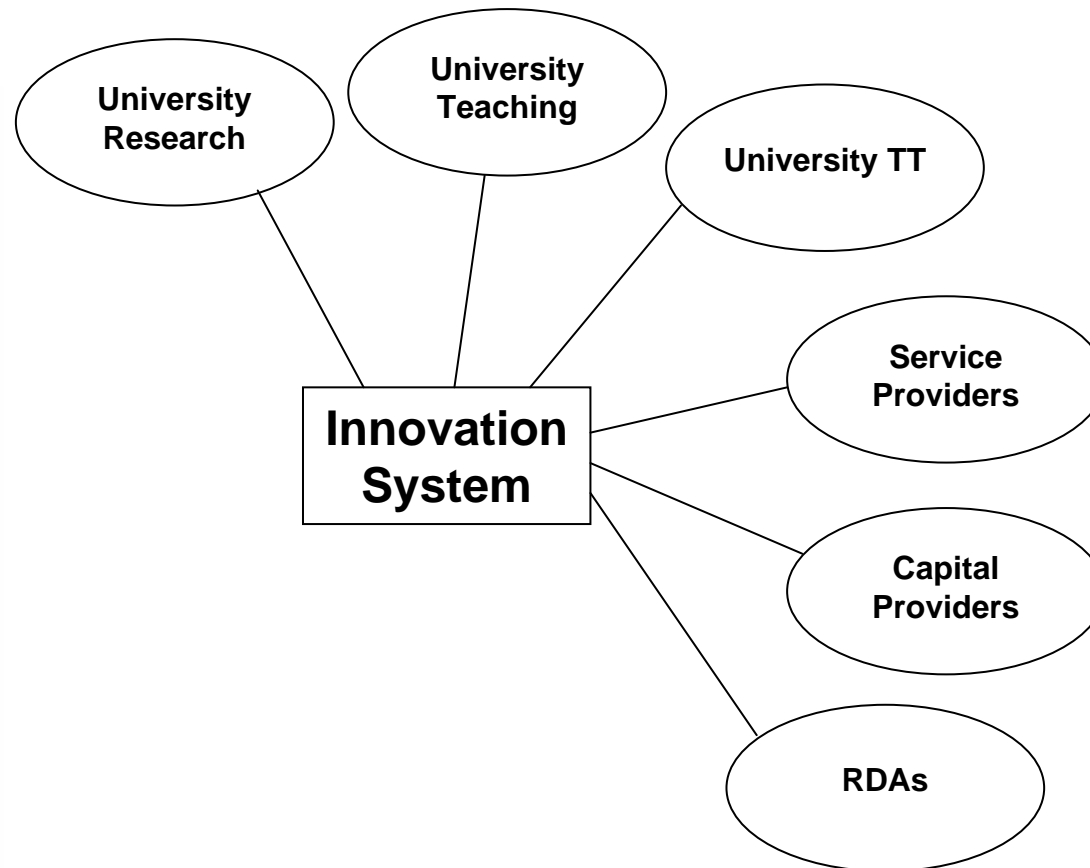 University
Research
University
Teaching
University TT
Service
Providers
Innovation
System
Capital
Providers
RDAs